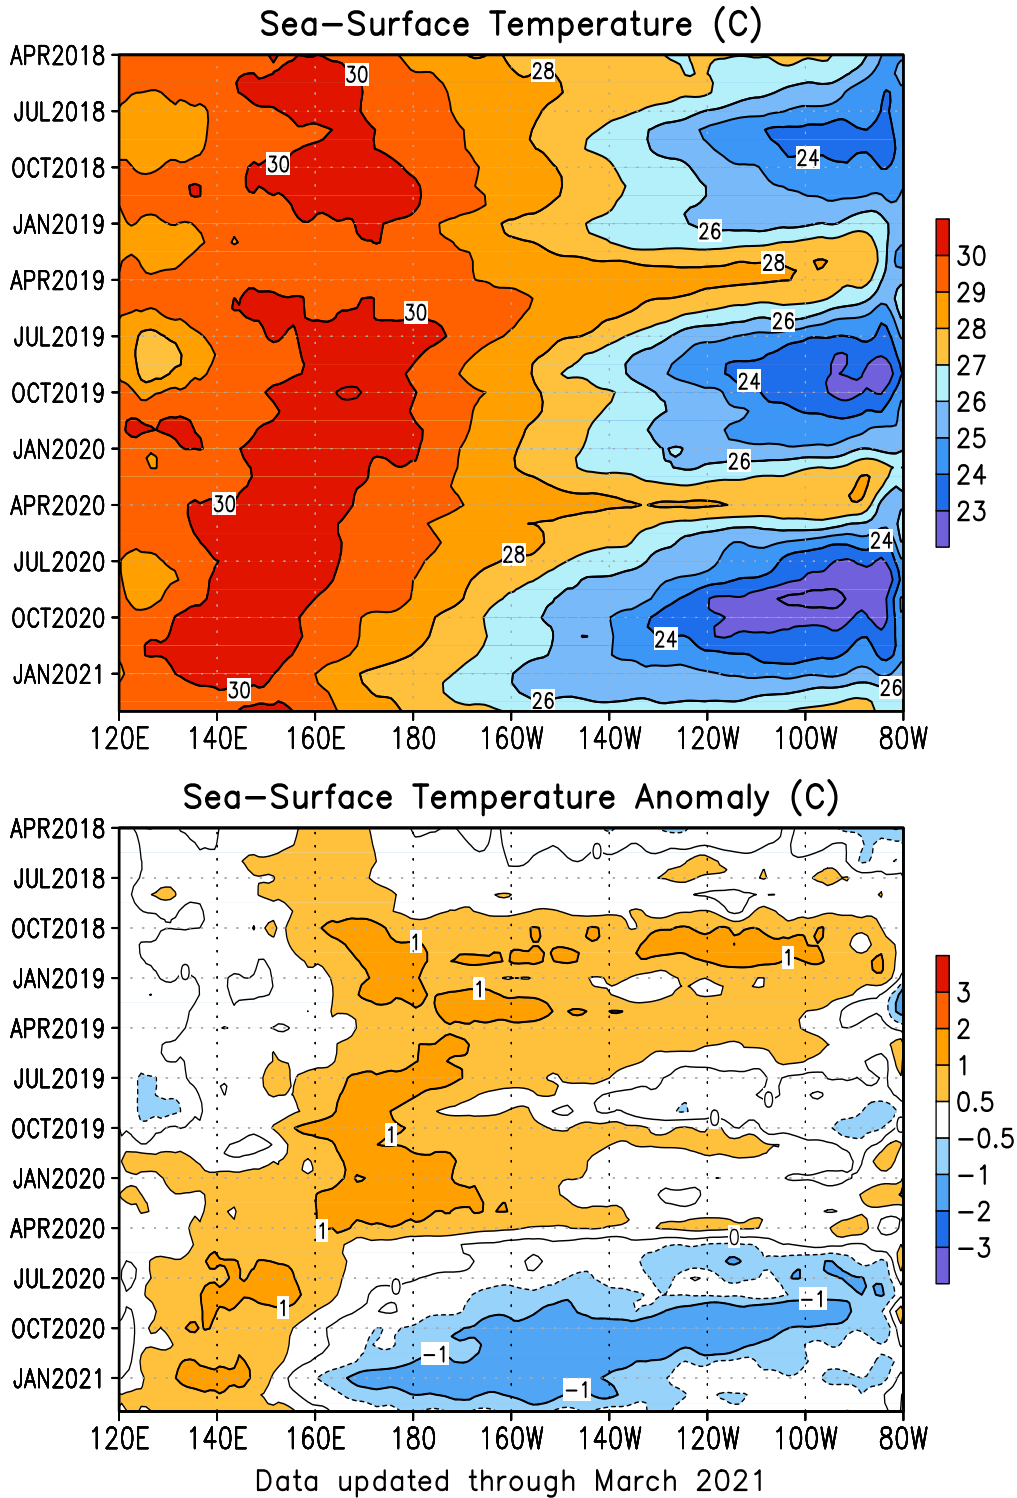 Sea-Surface Temperature (C)
APR2018
JUL2018
OCT2018
JAN2019
APR2019
JUL2019
OCT2019
JAN2020
APR2020
JUL2020
OCT2020
JAN2021
30
28
30
24
26
28
30
26
24
26
30
28
24
24
30
26
26
120E 140E 160E 180 160W 140W 120W 100W 80W
30
29
28
27
26
25
24
23
Sea-Surface Temperature Anomaly (C)
APR2018
JUL2018
OCT2018
JAN2019
APR2019
JUL2019
OCT2019
JAN2020
APR2020
JUL2020
OCT2020
JAN2021
0
1
1
0
1
0
0
0
1
1
0
0
1
-1
-1
-1
120E 140E 160E 180 160W 140W 120W 100W 80W
3
2
1
0.5
-0.5
-1
-2
-3
Data updated through March 2021